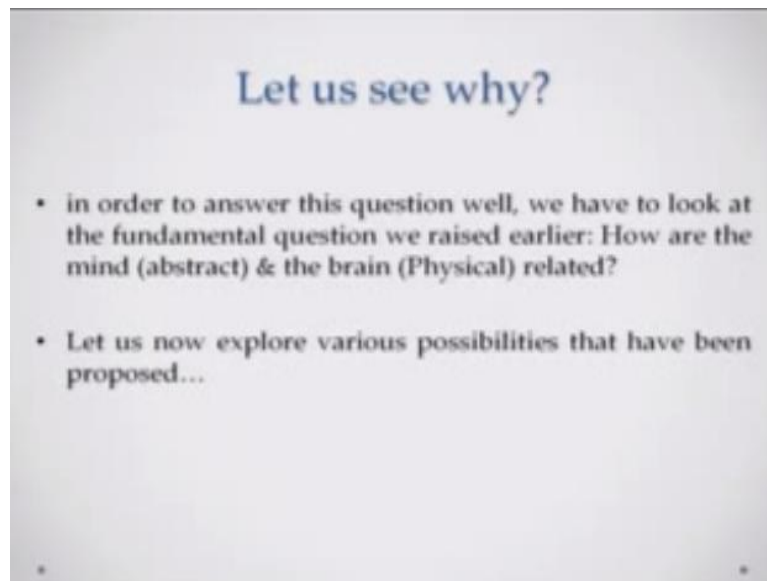 Let us see why?
• in order to answer this question well, we have to look at
the fundamental question we raised earlier: How are the
mind (abstract) & the brain (Physical) related?
• Let us now explore various possibilities that have been
proposed...